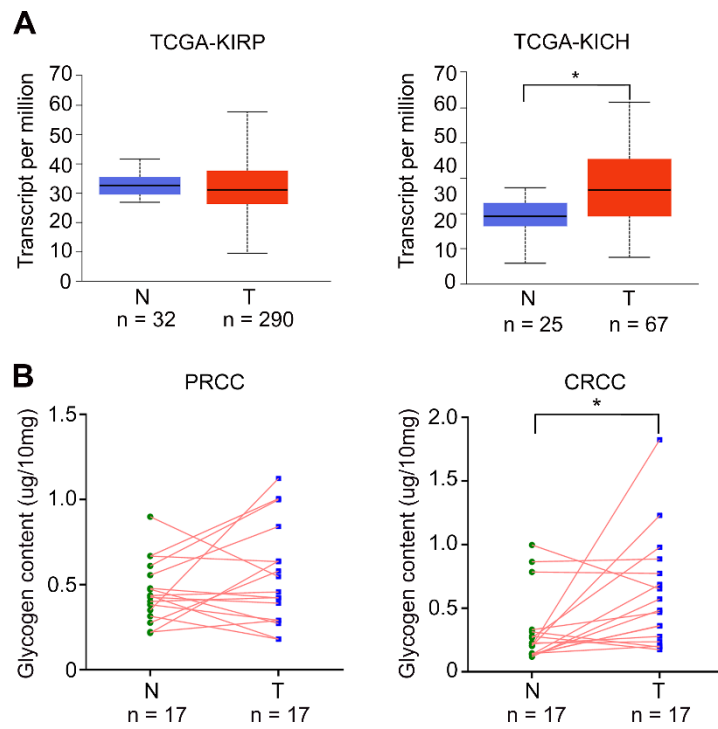 A
TCGA-KIRP
Transcript per million
70
60
50
40
30
20
10
0
N
T
n = 32
n = 290
TCGA-KICH
Transcript per million
70
60
50
40
30
20
10
0
*
N
T
n = 25
n = 67
B
PRCC
Glycogen content (ug/10mg)
1.5
1.0
0.5
0
N
T
n = 17
n = 17
CRCC
Glycogen content (ug/10mg)
2.0
1.5
1.0
0.5
0
*
N
T
n = 17
n = 17